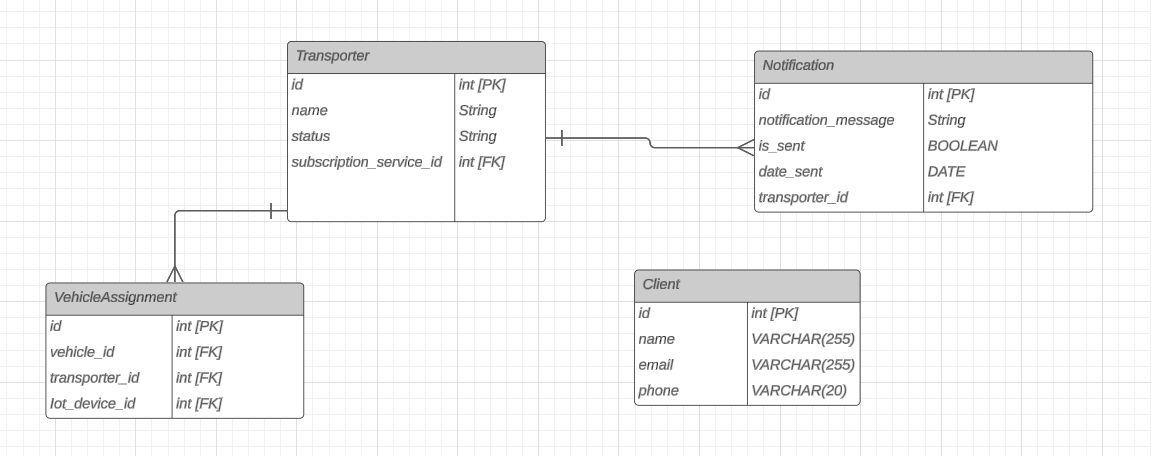 Transporter
id int [PK]
name String
status String
subscription_service_id int [FK]
Notification
id int [PK]
notification_message String
is_sent BOOLEAN
date_sent DATE
transporter_id int [FK]
VehicleAssignment
id int [PK]
vehicle_id int [FK]
transporter_id int [FK]
Iot_device_id int [FK]
Client
id int [PK]
name VARCHAR(255)
email VARCHAR(255)
phone VARCHAR(20)